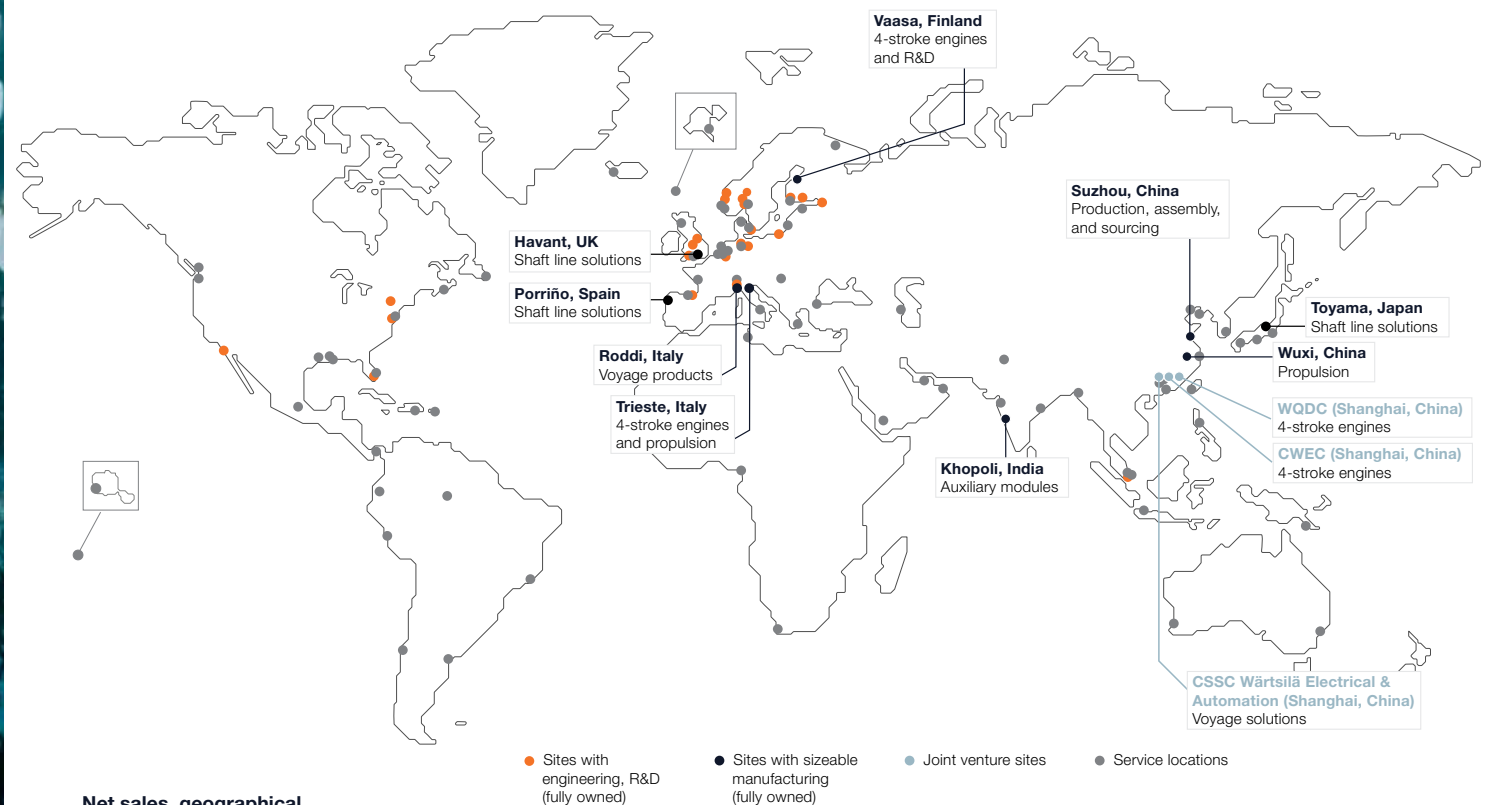 Vaasa, Finland
4-stroke engines
and R&D
Suzhou, China
Production, assembly,
and sourcing
Havant, UK
Shaft line solutions
Porriño, Spain
Shaft line solutions
Toyama, Japan
Shaft line solutions
Roddi, Italy
Voyage products
Wuxi, China
Propulsion
Trieste, Italy
4-stroke engines
and propulsion
WQDC (Shanghai, China)
4-stroke engines
CWEC (Shanghai, China)
4-stroke engines
Khopoli, India
Auxiliary modules
CSSC Wärtsilä Electrical &
Automation (Shanghai, China)
Voyage solutions
Sites with
engineering, R&D
(fully owned)
Sites with sizeable
manufacturing
(fully owned)
Joint venture sites
Service locations
Net sales, geographical